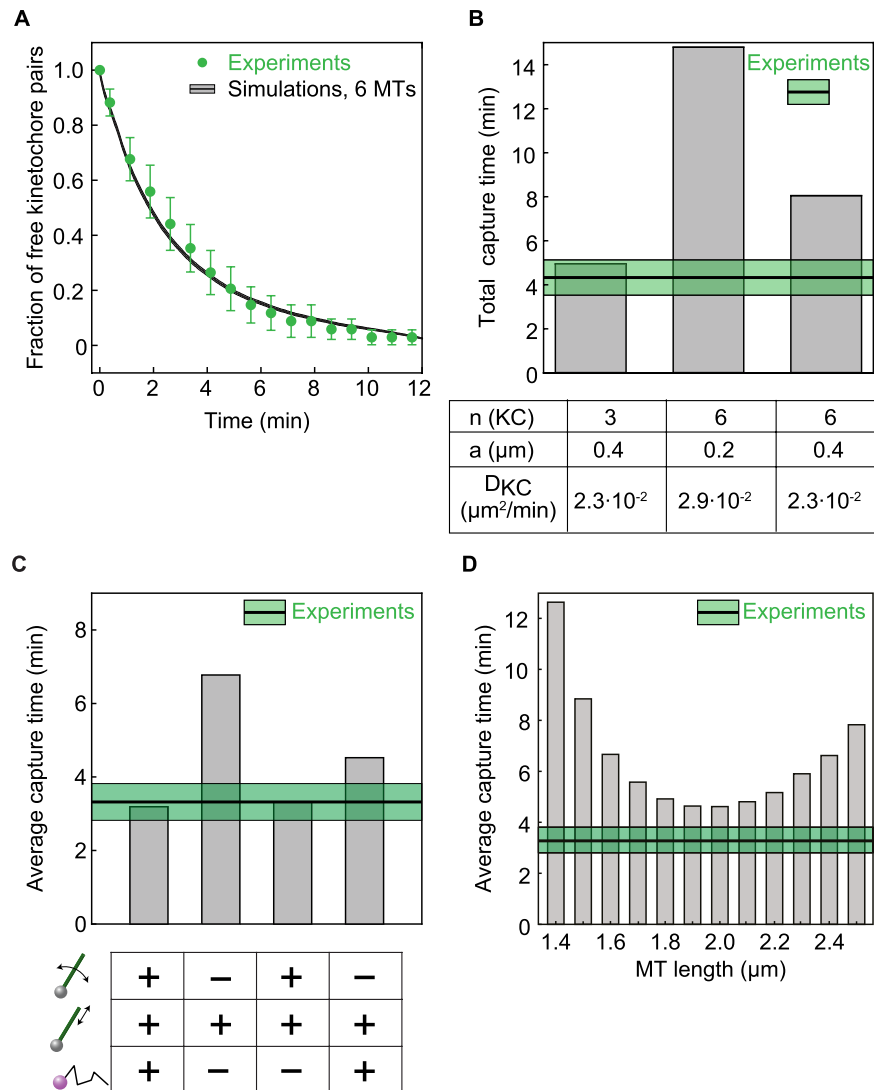 A
Fraction of free kinetochore pairs
1.0
0.8
0.6
0.4
0.2
0
Experiments
Simulations, 6 MTs
0 2 4 6 8 10 12
Time (min)
B
Total capture time (min)
14
12
10
8
6
4
2
0
Experiments
n (KC) 3 6 6
a (µm) 0.4 0.2 0.4
DKC (µm²/min) 2.3·10⁻² 2.9·10⁻² 2.3·10⁻²
C
Average capture time (min)
8
6
4
2
0
Experiments
+ − + −
+ + + +
+ − − +
D
Average capture time (min)
12
10
8
6
4
2
0
Experiments
1.4 1.6 1.8 2.0 2.2 2.4
MT length (µm)